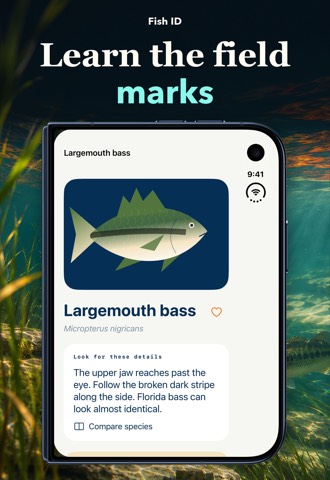 Fish ID
Learn the field
marks
Largemouth bass
9:41
Largemouth bass
Micropterus nigricans
Look for these details
The upper jaw reaches past the
eye. Follow the broken dark stripe
along the side. Florida bass can
look almost identical.
Compare species